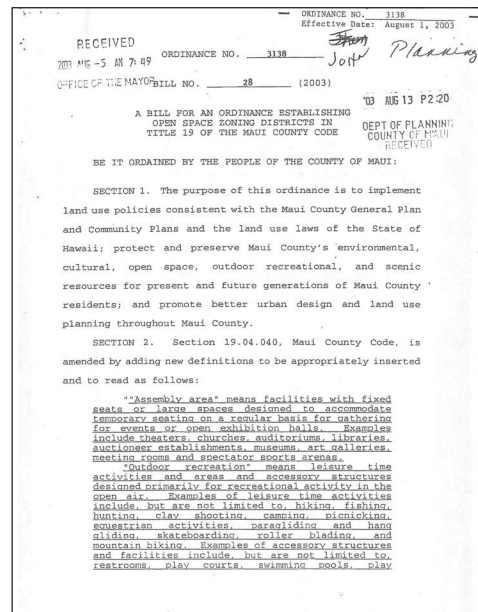 ORDINANCE NO. 3138
Effective Date: August 1, 2003
RECEIVED
2003 AUG -5 AM 7:49
OFFICE OF THE MAYOR
ORDINANCE NO. 3138
Planning
BILL NO. 28 (2003)
'03 AUG 13 P2:20
DEPT OF PLANNING
COUNTY OF MAUI
RECEIVED
A BILL FOR AN ORDINANCE ESTABLISHING
OPEN SPACE ZONING DISTRICTS IN
TITLE 19 OF THE MAUI COUNTY CODE
BE IT ORDAINED BY THE PEOPLE OF THE COUNTY OF MAUI:
SECTION 1. The purpose of this ordinance is to implement
land use policies consistent with the Maui County General Plan
and Community Plans and the land use laws of the State of
Hawaii; protect and preserve Maui County's environmental,
cultural, open space, outdoor recreational, and scenic
resources for present and future generations of Maui County
residents; and promote better urban design and land use
planning throughout Maui County.
SECTION 2. Section 19.04.040, Maui County Code, is
amended by adding new definitions to be appropriately inserted
and to read as follows:
""Assembly area" means facilities with fixed
seats or large spaces designed to accommodate
temporary seating on a regular basis for gathering
for events or open exhibition halls. Examples
include theaters, churches, auditoriums, libraries,
auctioneer establishments, museums, art galleries,
meeting rooms and spectator sports arenas.
"Outdoor recreation" means leisure time
activities and areas and accessory structures
designed primarily for recreational activity in the
open air. Examples of leisure time activities
include, but are not limited to, hiking, fishing,
hunting, clay shooting, camping, picnicking,
equestrian activities, paragliding and hang
gliding, skateboarding, roller blading, and
mountain biking. Examples of accessory structures
and facilities include, but are not limited to,
restrooms, play courts, swimming pools, play